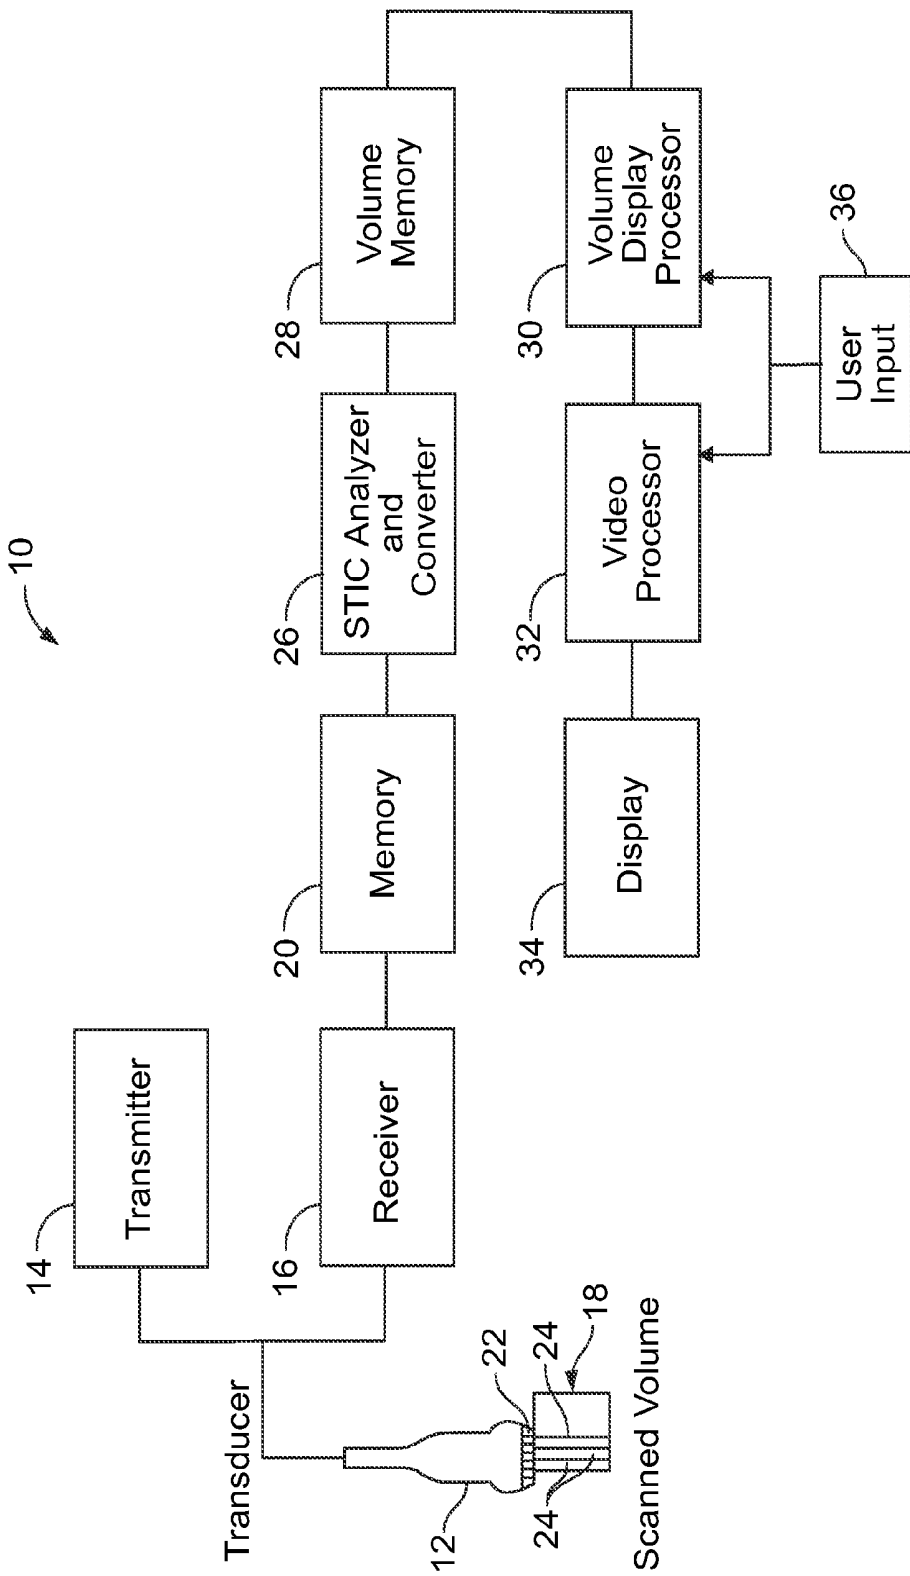 10
14
Transmitter
Transducer
16
Receiver
20
Memory
26
STIC Analyzer
and
Converter
28
Volume
Memory
12
22
24
24
18
Scanned Volume
34
Display
32
Video
Processor
30
Volume
Display
Processor
36
User
Input